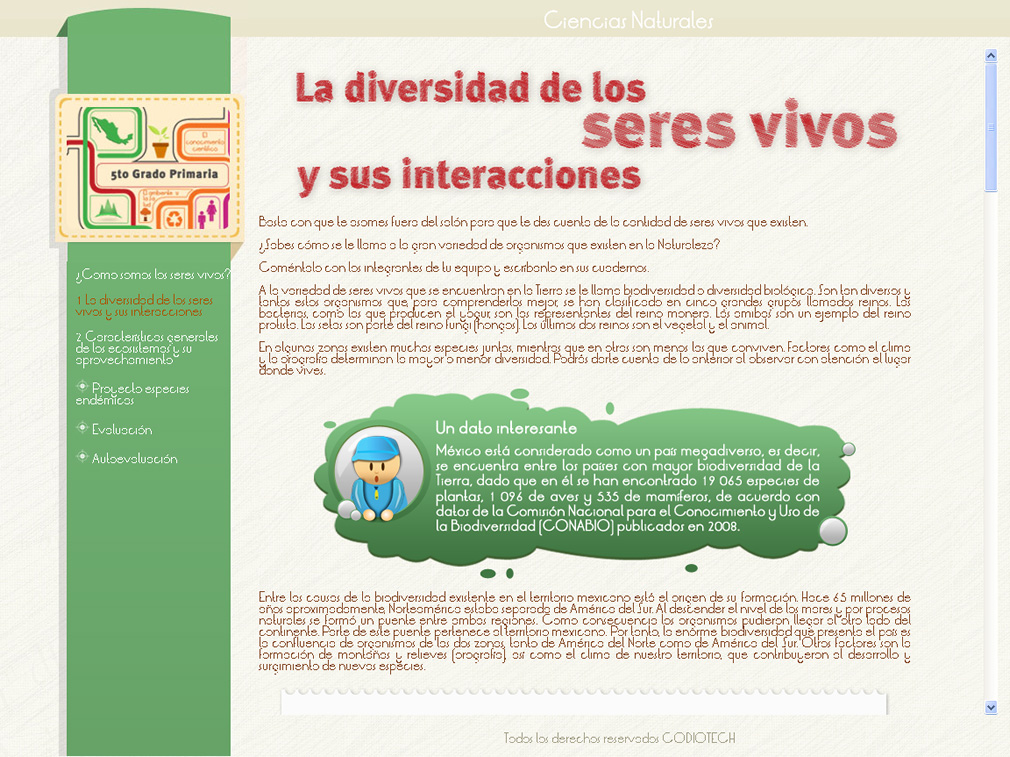 Ciencias Naturales
La diversidad de los
seres vivos
y sus interacciones
El
conocimiento
científico
5to Grado Primaria
¿Como somos los seres vivos?
1 La diversidad de los seres
vivos y sus interacciones
2 Características generales
de los ecosistemas y su
aprovechamiento
Proyecto especies
endémicas
Evaluación
Autoevaluación
Basta con que te asomes fuera del salón para que te des cuenta de la cantidad de seres vivos que existen.
¿Sabes cómo se le llama a la gran variedad de organismos que existen en la Naturaleza?
Coméntalo con los integrantes de tu equipo y escríbanlo en sus cuadernos.
A la variedad de seres vivos que se encuentran en la Tierra se le llama biodiversidad o diversidad biológica. Son tan diversos y
tantos estos organismos que, para comprenderlos mejor, se han clasificado en cinco grandes grupos llamados reinos. Las
bacterias, como las que producen el yogur son las representantes del reino monera. Las amibas son un ejemplo del reino
protista. Las setas son parte del reino fungi (hongos). Los últimos dos reinos son el vegetal y el animal.
En algunas zonas existen muchas especies juntas, mientras que en otras son menos las que conviven. Factores como el clima
y la orografía determinan la mayor o menor diversidad. Podrás darte cuenta de lo anterior al observar con atención el lugar
donde vives.
Un dato interesante
México está considerado como un país megadiverso, es decir,
se encuentra entre los países con mayor biodiversidad de la
Tierra, dado que en él se han encontrado 19 065 especies de
plantas, 1 096 de aves y 535 de mamíferos, de acuerdo con
datos de la Comisión Nacional para el Conocimiento y Uso de
la Biodiversidad (CONABIO) publicados en 2008.
Entre las causas de la biodiversidad existente en el territorio mexicano está el origen de su formación. Hace 65 millones de
años aproximadamente, Norteamérica estaba separada de América del Sur. Al descender el nivel de los mares y por procesos
naturales se formó un puente entre ambas regiones. Como consecuencia los organismos pudieron llegar al otro lado del
continente. Parte de este puente pertenece al territorio mexicano. Por tanto, la enorme biodiversidad que presenta el país es
la confluencia de organismos de las dos zonas, tanto de América del Norte como de América del Sur. Otros factores son la
formación de montañas y relieves (orografía), así como el clima de nuestro territorio, que contribuyeron al desarrollo y
surgimiento de nuevas especies.
Todos los derechos reservados CODIOTECH